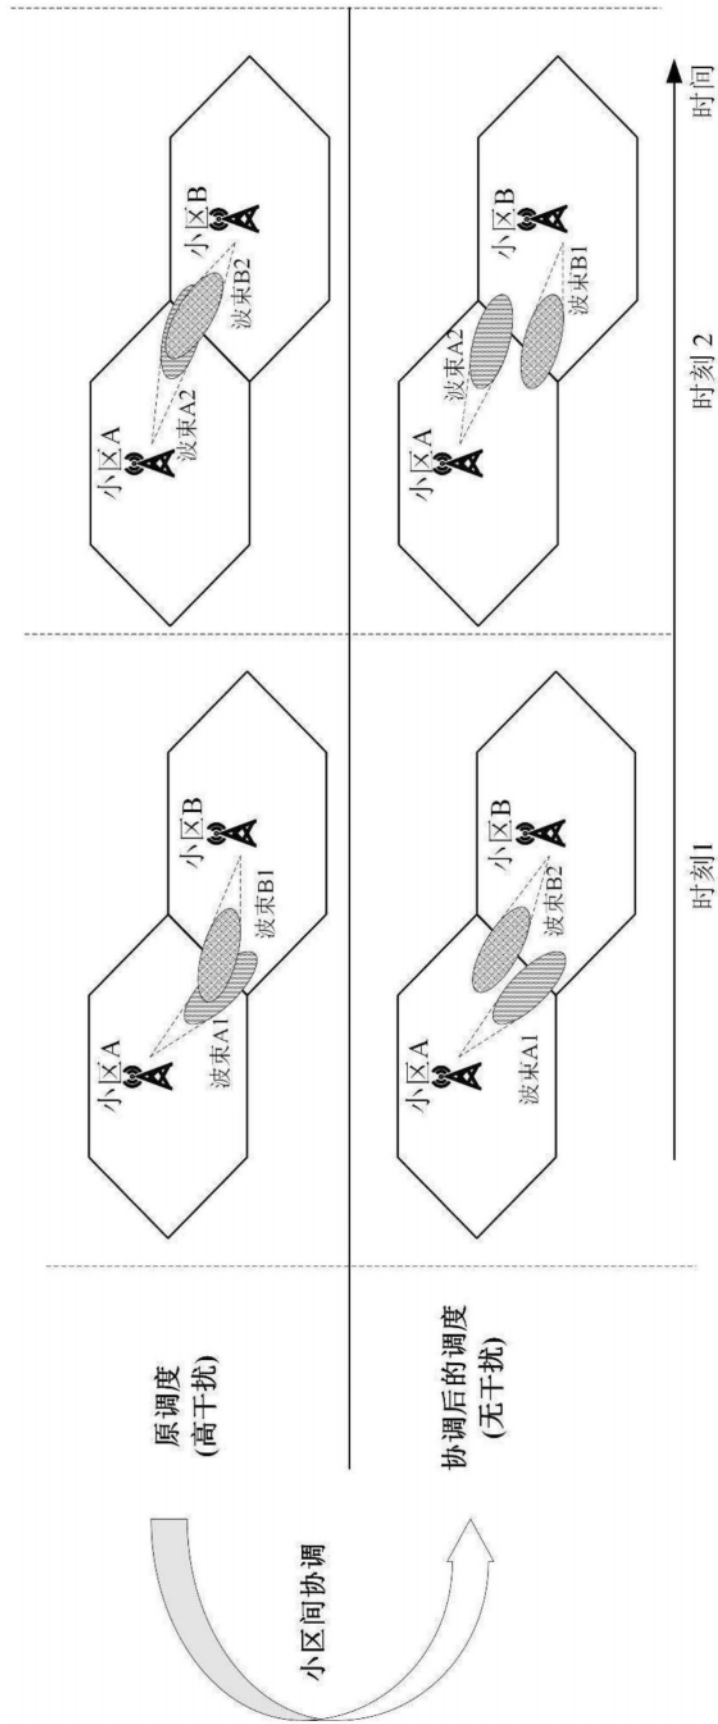 小区间协调
原调度
(高干扰)
小区A
波束A1
小区B
波束B1
小区A
波束A2
小区B
波束B2
协调后的调度
(无干扰)
小区A
波束A1
小区B
波束B2
小区A
波束A2
小区B
波束B1
时刻1
时刻 2
时间